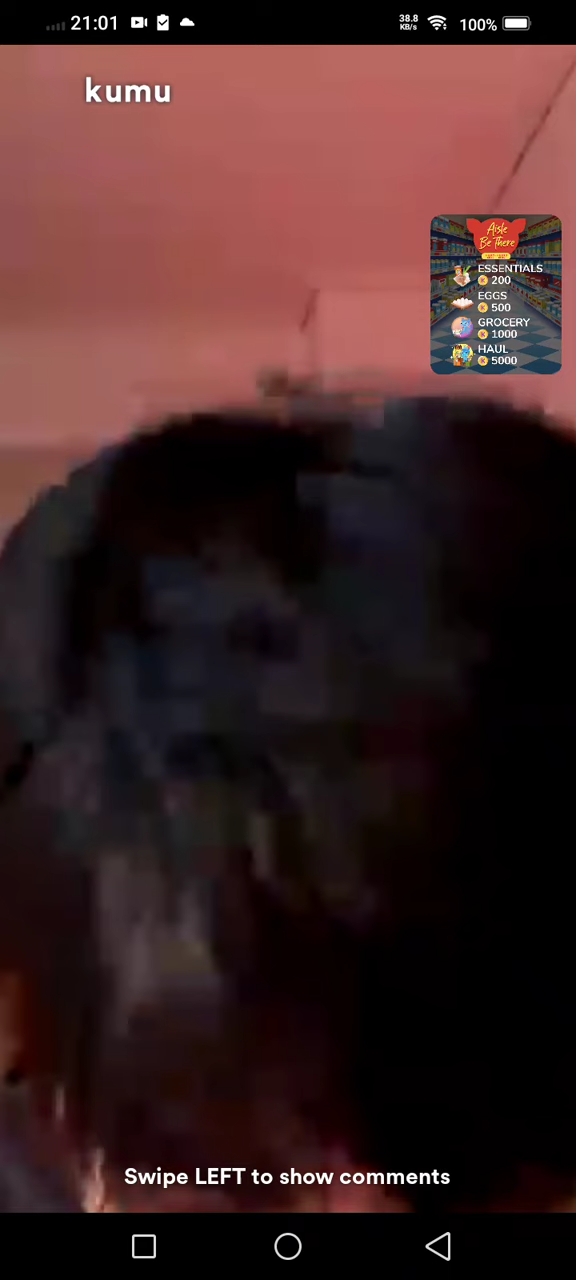 21:01
38.8
KB/s
100%
kumu
Aisle
Be There
ESSENTIALS
200
EGGS
500
GROCERY
1000
HAUL
5000
Swipe LEFT to show comments